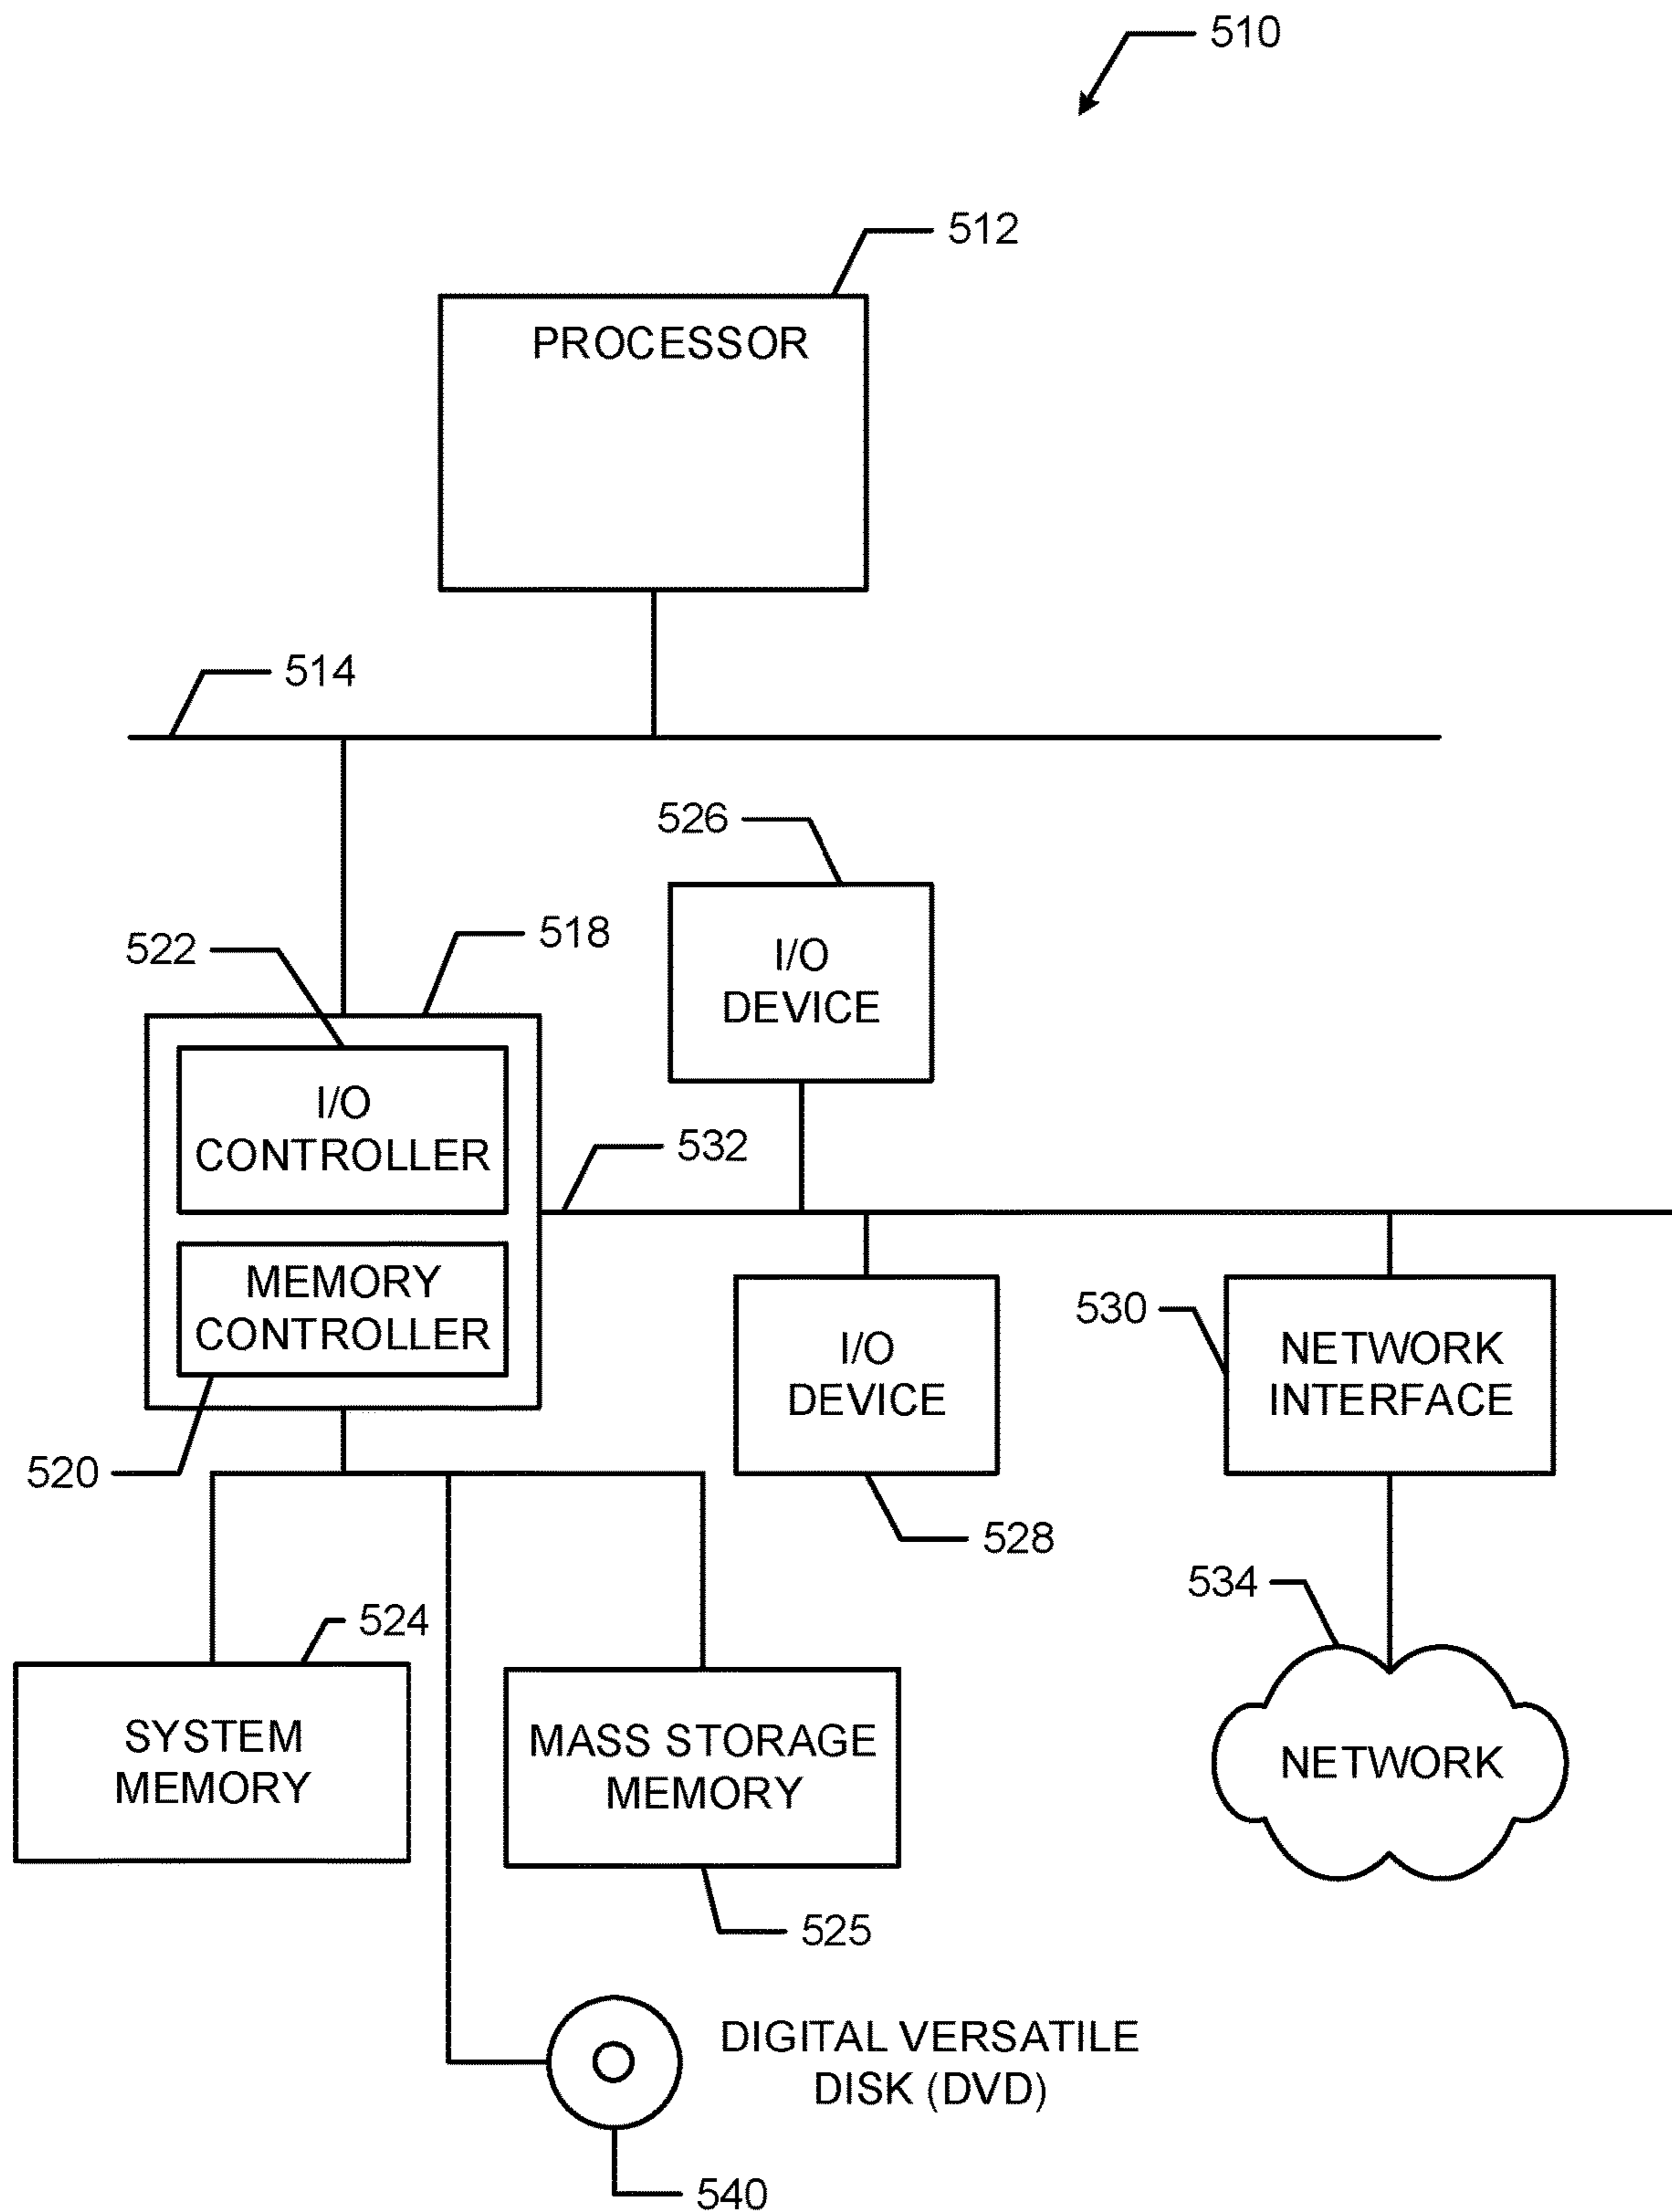 510
512
PROCESSOR
514
526
I/O
DEVICE
518
522
I/O
CONTROLLER
532
MEMORY
CONTROLLER
520
I/O
DEVICE
528
530
NETWORK
INTERFACE
534
NETWORK
524
SYSTEM
MEMORY
MASS STORAGE
MEMORY
525
DIGITAL VERSATILE
DISK (DVD)
540